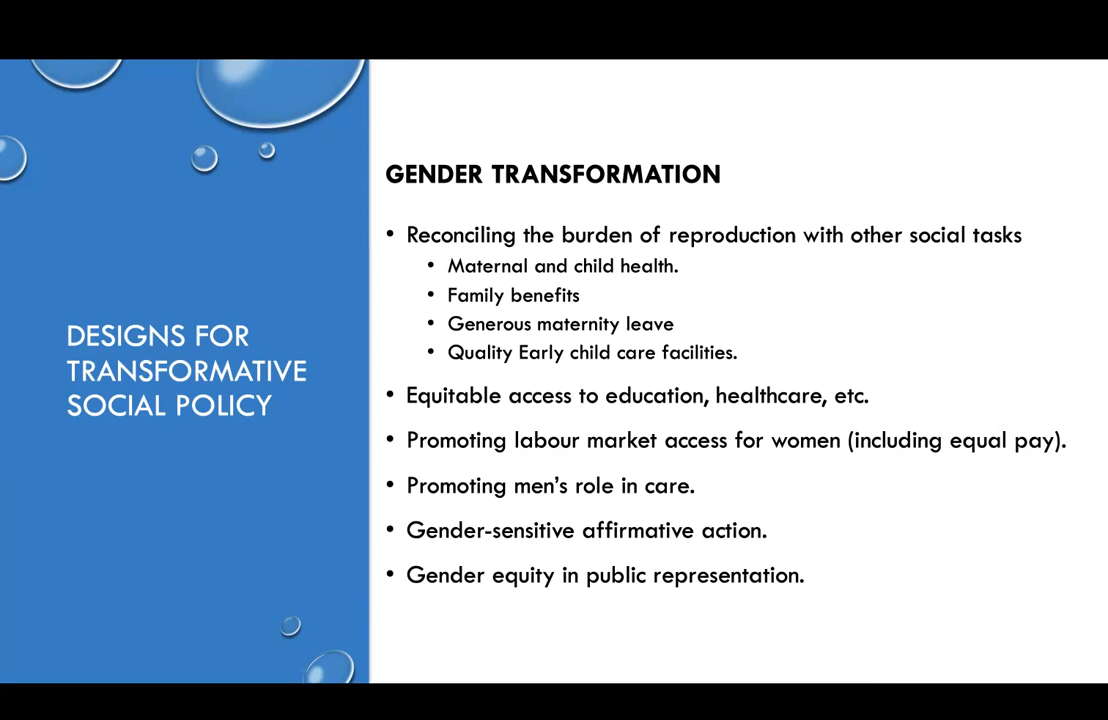 DESIGNS FOR
TRANSFORMATIVE
SOCIAL POLICY
GENDER TRANSFORMATION
• Reconciling the burden of reproduction with other social tasks
• Maternal and child health.
• Family benefits
• Generous maternity leave
• Quality Early child care facilities.
• Equitable access to education, healthcare, etc.
• Promoting labour market access for women (including equal pay).
• Promoting men's role in care.
• Gender-sensitive affirmative action.
• Gender equity in public representation.